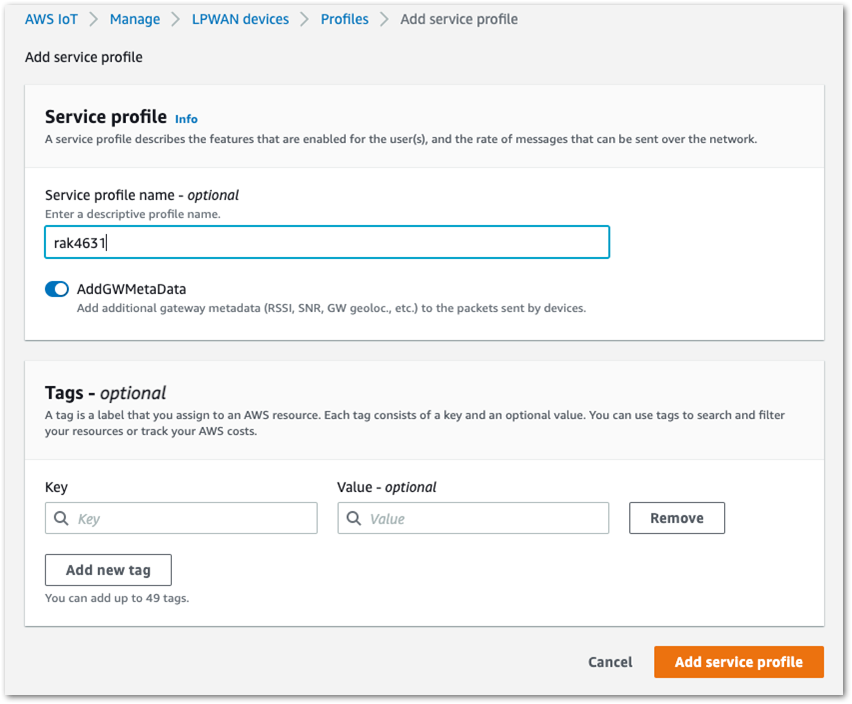 AWS IoT > Manage > LPWAN devices > Profiles > Add service profile
Add service profile
Service profile Info
A service profile describes the features that are enabled for the user(s), and the rate of messages that can be sent over the network.
Service profile name - optional
Enter a descriptive profile name.
rak4631
AddGWMetaData
Add additional gateway metadata (RSSI, SNR, GW geoloc., etc.) to the packets sent by devices.
Tags - optional
A tag is a label that you assign to an AWS resource. Each tag consists of a key and an optional value. You can use tags to search and filter
your resources or track your AWS costs.
Key Value - optional
Key Value Remove
Add new tag
You can add up to 49 tags.
Cancel Add service profile